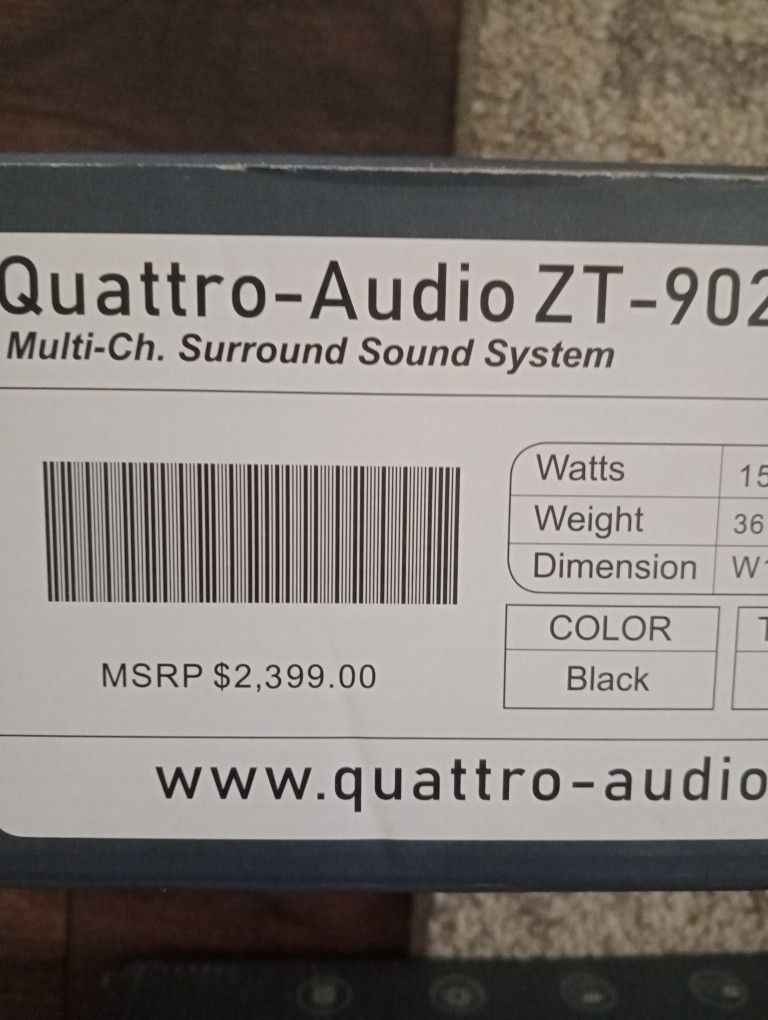 Quattro-Audio ZT-902
Multi-Ch. Surround Sound System
Watts 15
Weight 36
Dimension W
COLOR
Black
MSRP $2,399.00
www.quattro-audio